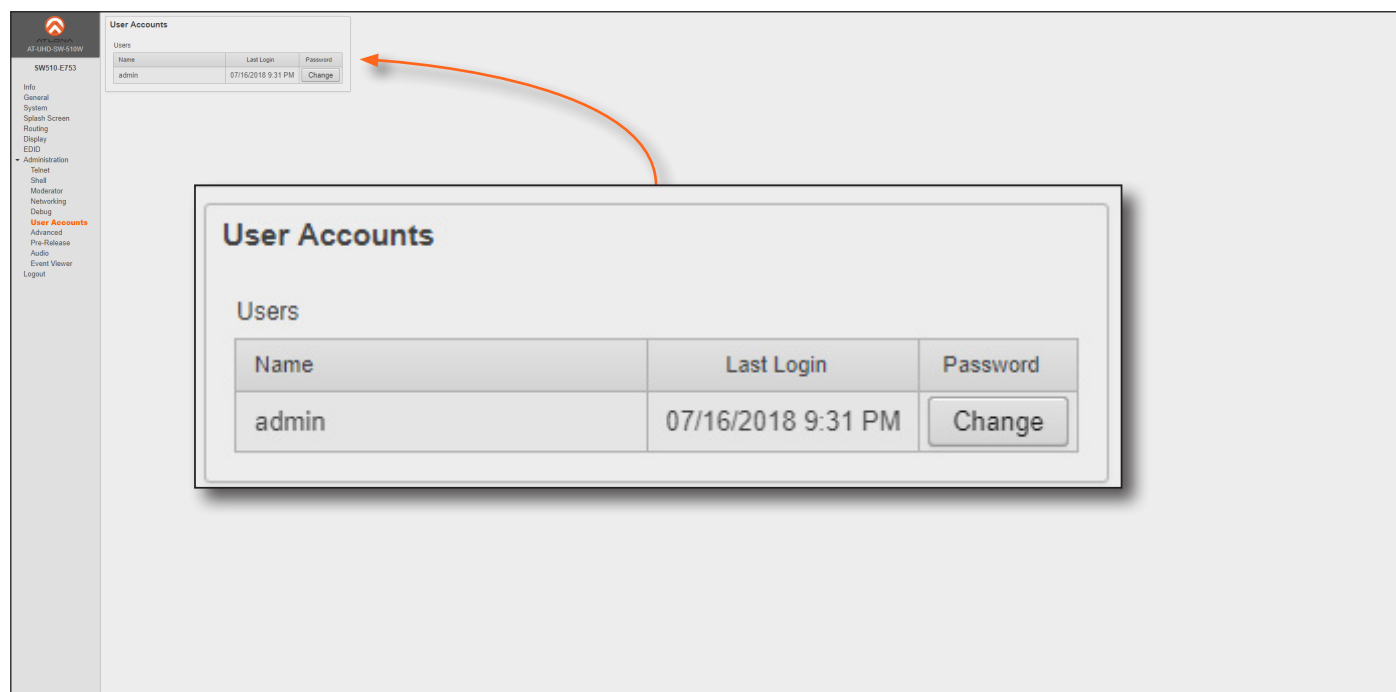 ATLONA
AT-UHD-SW-510W
SW510-E753
Info
General
System
Splash Screen
Routing
Display
EDID
Administration
Telnet
Shell
Moderator
Networking
Debug
User Accounts
Advanced
Pre-Release
Audio
Event Viewer
Logout
User Accounts
Users
Name Last Login Password
admin 07/16/2018 9:31 PM Change
User Accounts
Users
Name Last Login Password
admin 07/16/2018 9:31 PM Change